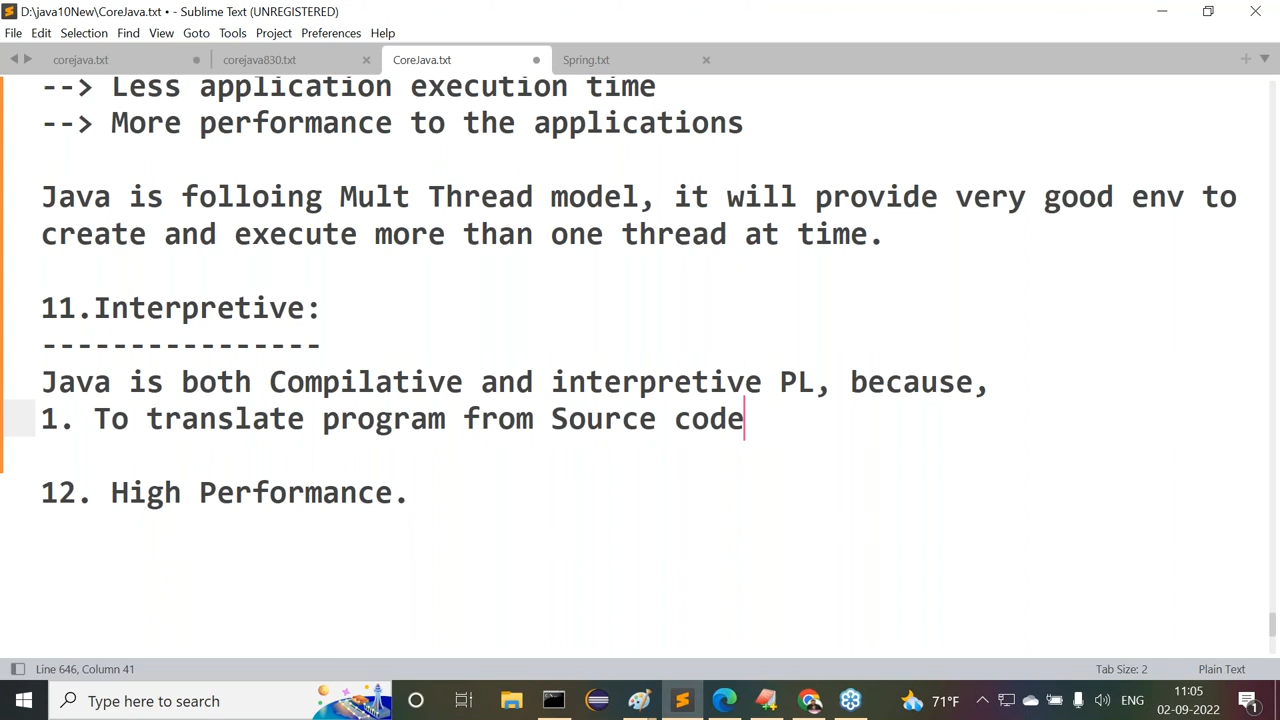 D:\java10New\CoreJava.txt • - Sublime Text (UNREGISTERED)
File Edit Selection Find View Goto Tools Project Preferences Help
corejava.txt corejava830.txt CoreJava.txt Spring.txt
--> Less application execution time
--> More performance to the applications
Java is folloing Mult Thread model, it will provide very good env to
create and execute more than one thread at time.
11.Interpretive:
----------------
Java is both Compilative and interpretive PL, because,
1. To translate program from Source code
12. High Performance.
Line 646, Column 41 Tab Size: 2 Plain Text
Type here to search 71°F ENG 11:05
02-09-2022 1